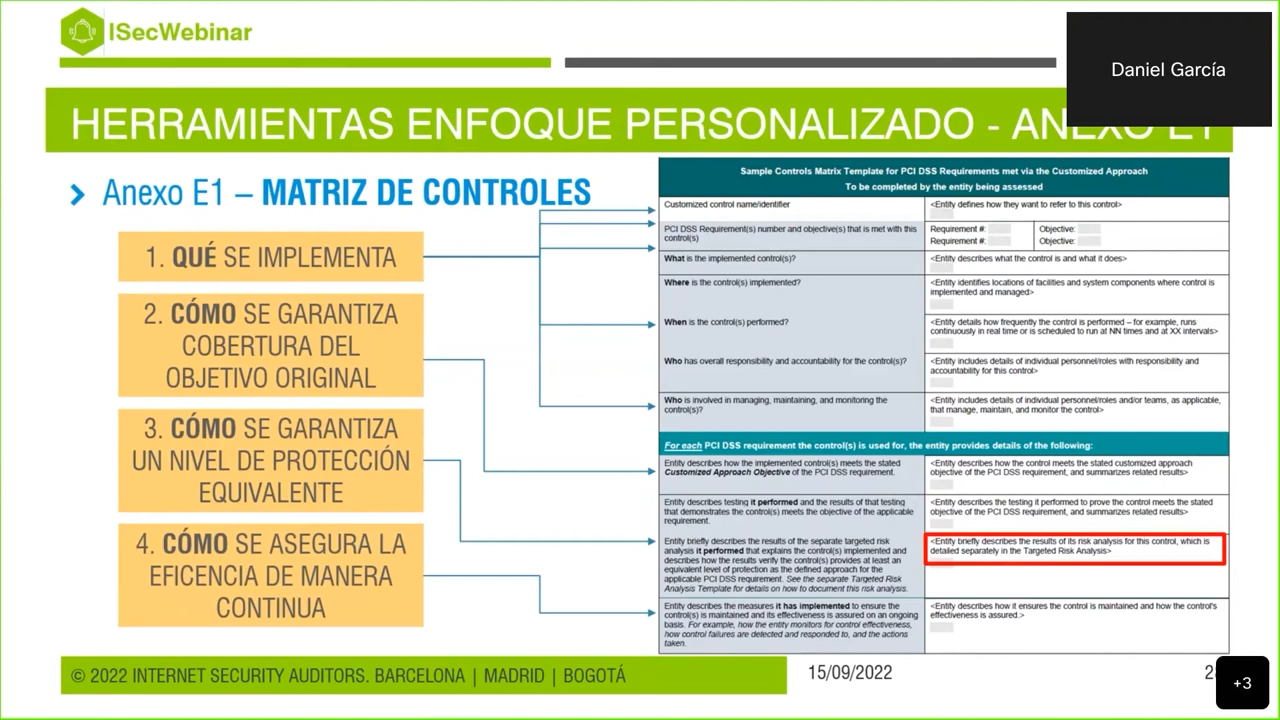 ISecWebinar
Daniel García
HERRAMIENTAS ENFOQUE PERSONALIZADO - ANEXO E1
Anexo E1 – MATRIZ DE CONTROLES
1. QUÉ SE IMPLEMENTA
2. CÓMO SE GARANTIZA
COBERTURA DEL
OBJETIVO ORIGINAL
3. CÓMO SE GARANTIZA
UN NIVEL DE PROTECCIÓN
EQUIVALENTE
4. CÓMO SE ASEGURA LA
EFICENCIA DE MANERA
CONTINUA
Sample Controls Matrix Template for PCI DSS Requirements met via the Customized Approach
To be completed by the entity being assessed
Customized control name/identifier
<Entity defines how they want to refer to this control>
PCI DSS Requirement(s) number and objective(s) that is met with this
control(s)
Requirement #:
Objective:
Requirement #:
Objective:
What is the implemented control(s)?
<Entity describes what the control is and what it does>
Where is the control(s) implemented?
<Entity identifies locations of facilities and system components where control is
implemented and managed>
When is the control(s) performed?
<Entity details how frequently the control is performed – for example, runs
continuously in real time or is scheduled to run at NN times and at XX intervals>
Who has overall responsibility and accountability for the control(s)?
<Entity includes details of individual personnel/roles with responsibility and
accountability for this control>
Who is involved in managing, maintaining, and monitoring the
control(s)?
<Entity includes details of individual personnel/roles and/or teams, as applicable,
that manage, maintain, and monitor the control>
For each PCI DSS requirement the control(s) is used for, the entity provides details of the following:
Entity describes how the implemented control(s) meets the stated
Customized Approach Objective of the PCI DSS requirement.
<Entity describes how the control meets the stated customized approach
objective of the PCI DSS requirement, and summarizes related results>
Entity describes testing it performed and the results of that testing
that demonstrates the control(s) meets the objective of the applicable
requirement.
<Entity describes the testing it performed to prove the control meets the stated
objective of the PCI DSS requirement, and summarizes related results>
Entity briefly describes the results of the separate targeted risk
analysis it performed that explains the control(s) implemented and
describes how the results verify the control(s) provides at least an
equivalent level of protection as the defined approach for the
applicable PCI DSS requirement. See the separate Targeted Risk
Analysis Template for details on how to document this risk analysis.
<Entity briefly describes the results of its risk analysis for this control, which is
detailed separately in the Targeted Risk Analysis>
Entity describes the measures it has implemented to ensure the
control(s) is maintained and its effectiveness is assured on an ongoing
basis. For example, how the entity monitors for control effectiveness,
how control failures are detected and responded to, and the actions
taken.
<Entity describes how it ensures the control is maintained and how the control's
effectiveness is assured.>
© 2022 INTERNET SECURITY AUDITORS. BARCELONA | MADRID | BOGOTÁ
15/09/2022
+3